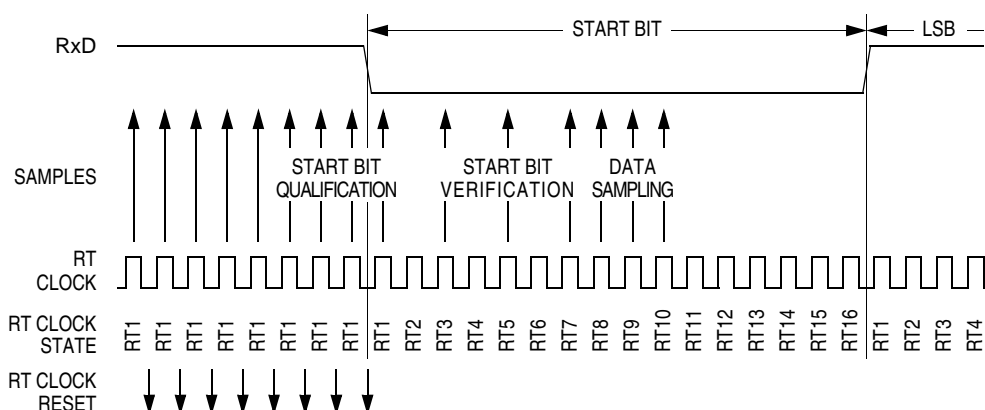 START BIT
LSB
RxD
SAMPLES
START BIT
QUALIFICATION
START BIT
VERIFICATION
DATA
SAMPLING
RT
CLOCK
RT CLOCK
STATE
RT1 RT1 RT1 RT1 RT1 RT1 RT1 RT1 RT1 RT2 RT3 RT4 RT5 RT6 RT7 RT8 RT9 RT10 RT11 RT12 RT13 RT14 RT15 RT16 RT1 RT2 RT3 RT4
RT CLOCK
RESET